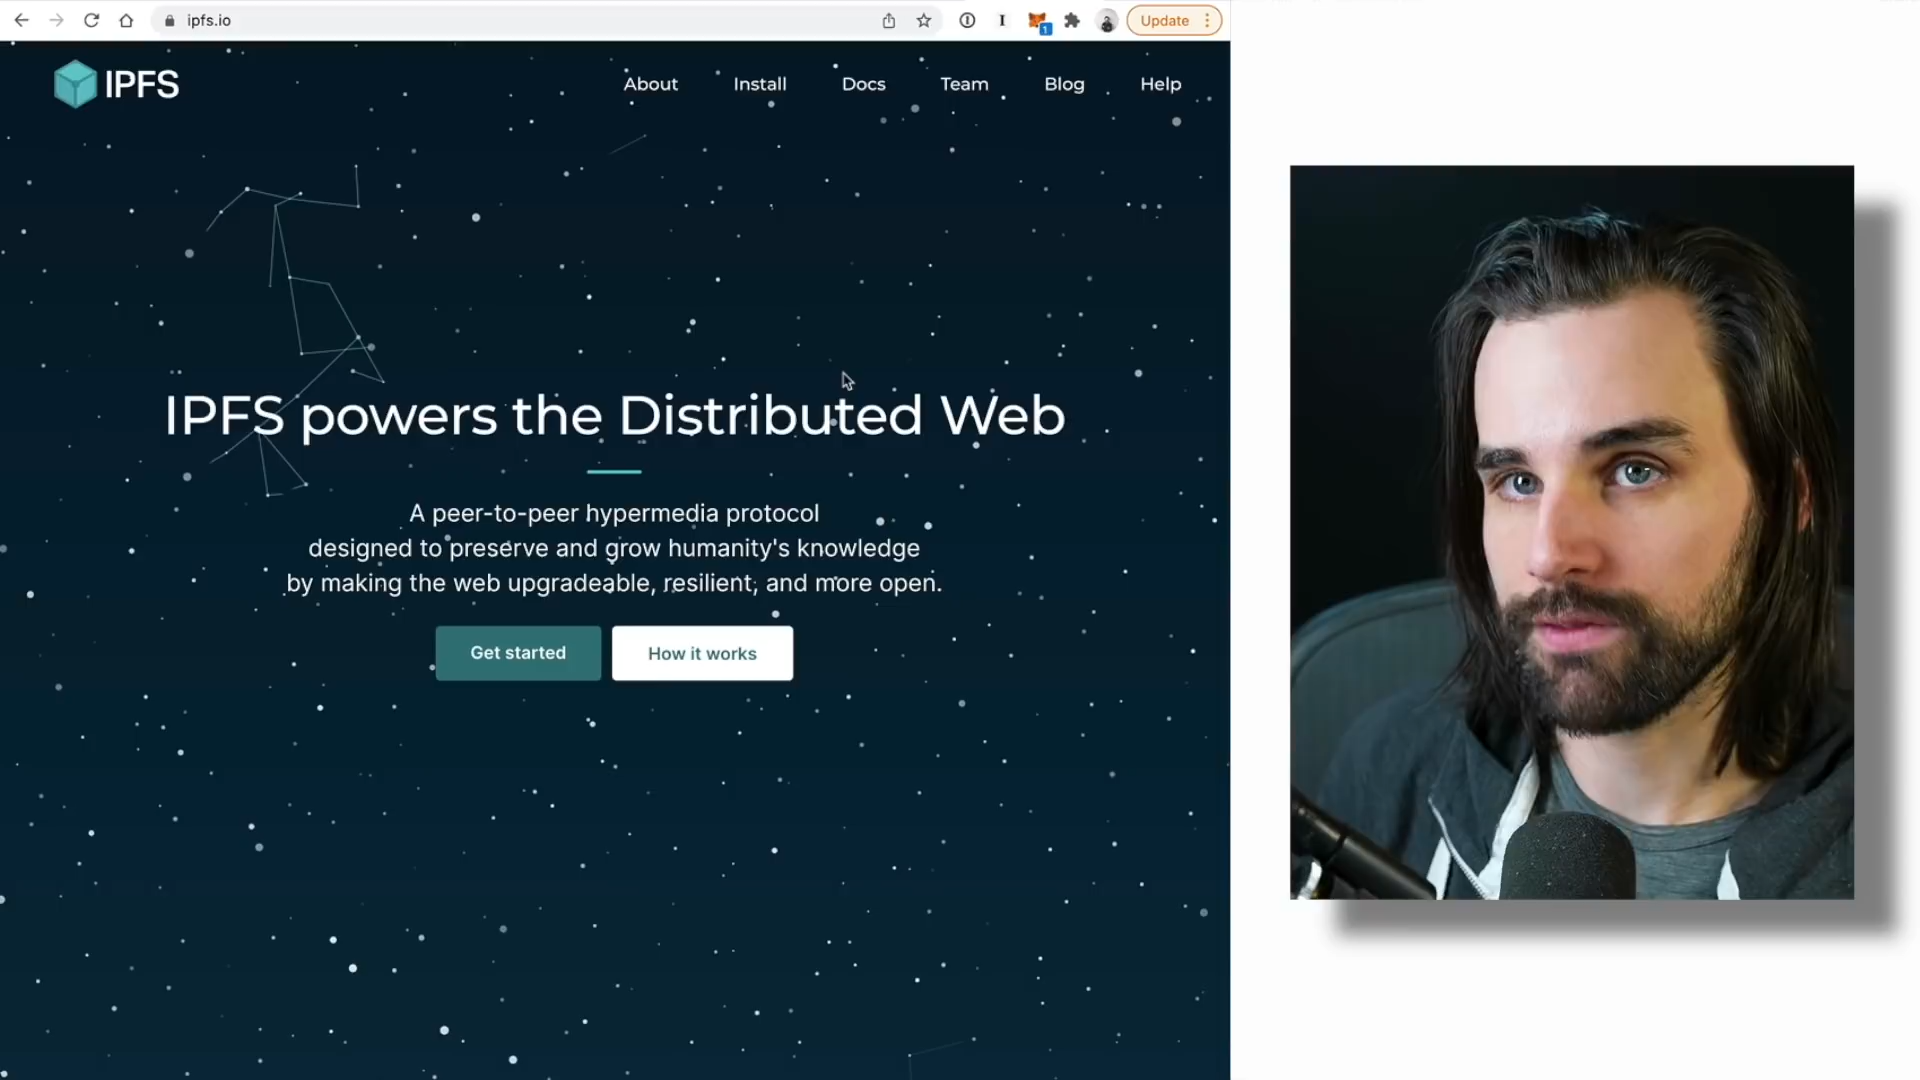 ipfs.io
1
Update
IPFS
About
Install
Docs
Team
Blog
Help
IPFS powers the Distributed Web
A peer-to-peer hypermedia protocol
designed to preserve and grow humanity's knowledge
by making the web upgradeable, resilient, and more open.
Get started
How it works